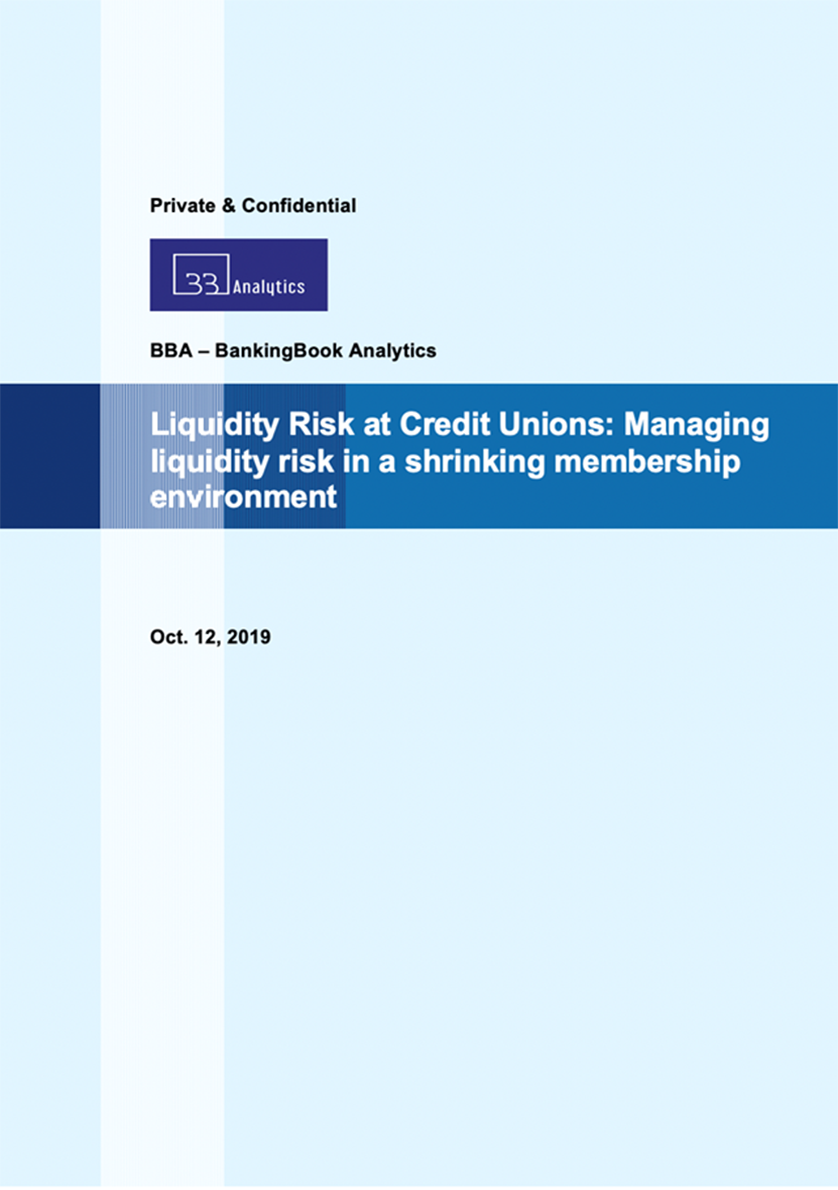 Private & Confidential
BB Analytics
BBA – BankingBook Analytics
Liquidity Risk at Credit Unions: Managing
liquidity risk in a shrinking membership
environment
Oct. 12, 2019